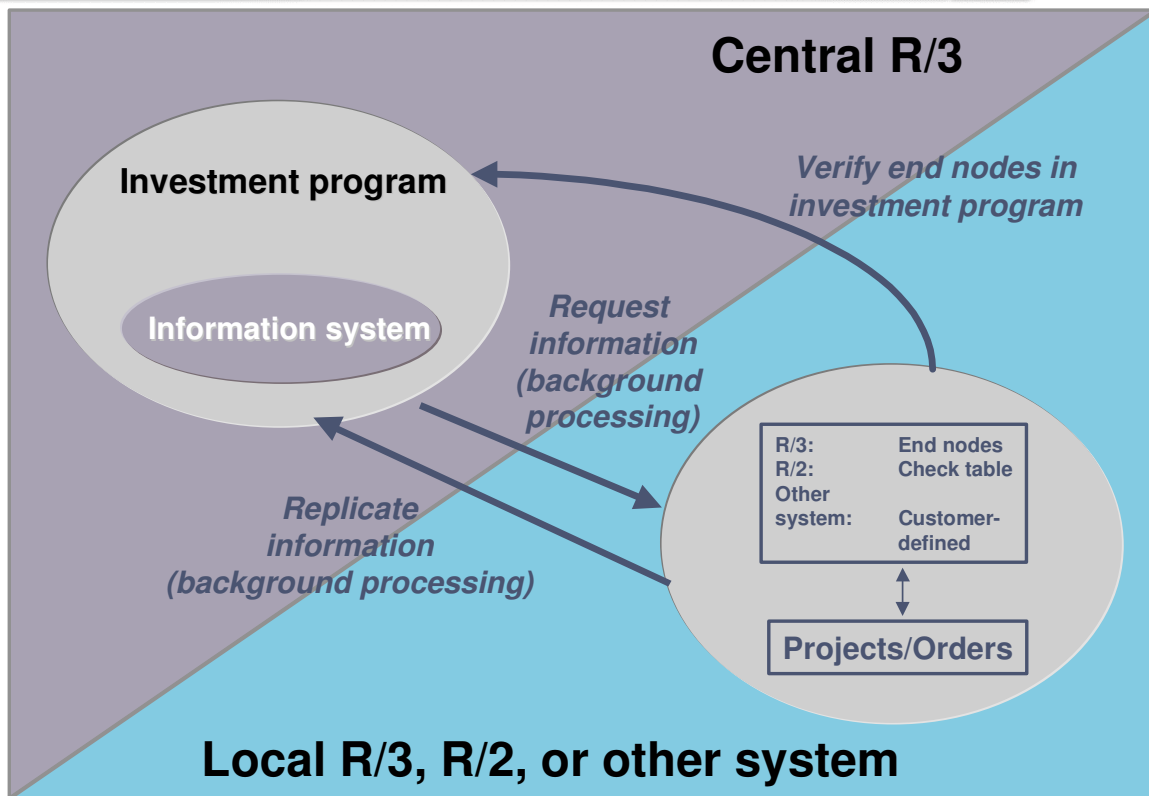 Central R/3
Investment program
Information system
Verify end nodes in
investment program
Request
information
(background
processing)
Replicate
information
(background processing)
R/3: End nodes
R/2: Check table
Other
system: Customer-
defined
Projects/Orders
Local R/3, R/2, or other system